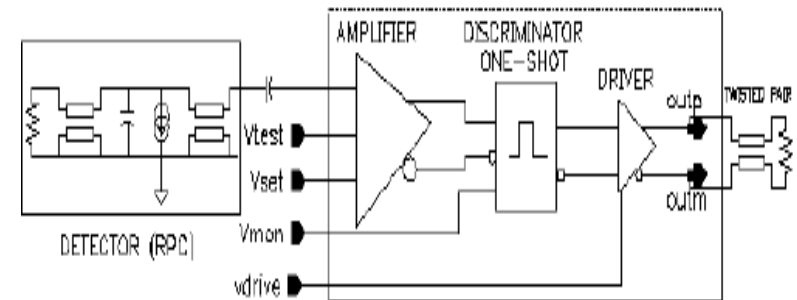 AMPLIFIER
DISCRIMINATOR
ONE-SHOT
DRIVER
outp
TWISTED PAIR
Vtest
Vset
outm
Vmon
DETECTOR (RPC)
vdrive